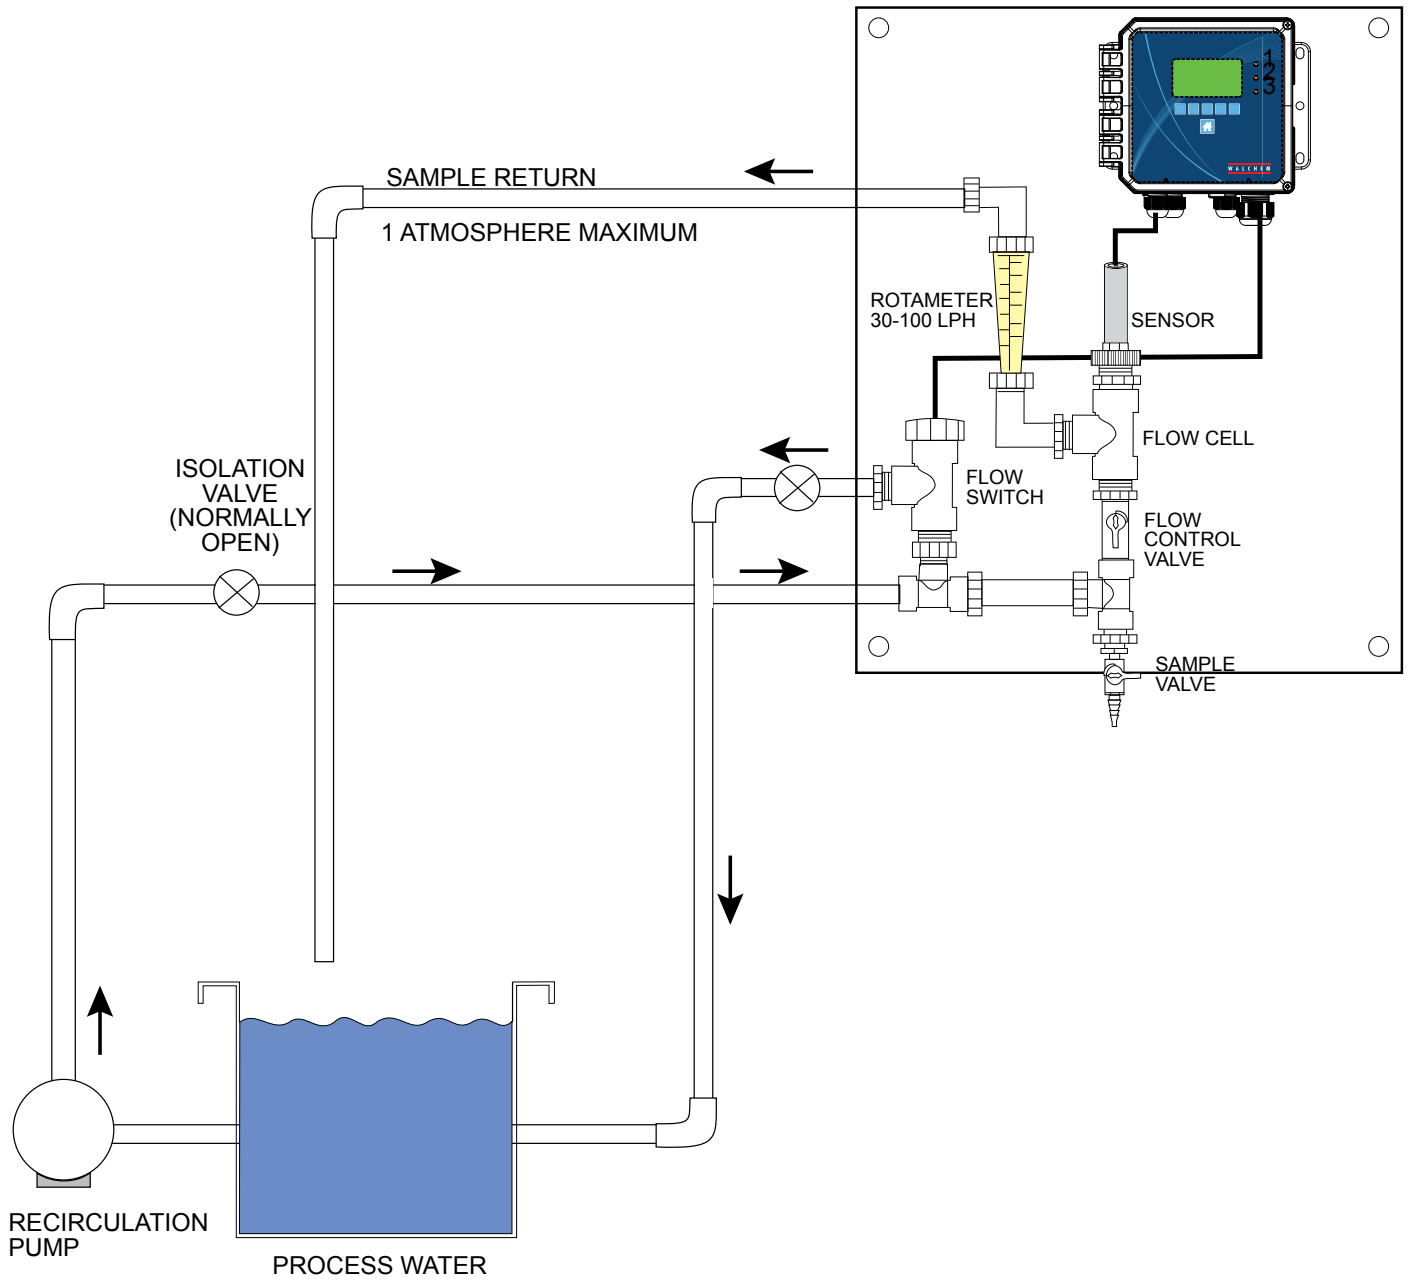 1
2
3
WALCHEM
SAMPLE RETURN
1 ATMOSPHERE MAXIMUM
ROTAMETER
30-100 LPH
SENSOR
FLOW CELL
ISOLATION
VALVE
(NORMALLY
OPEN)
FLOW
SWITCH
FLOW
CONTROL
VALVE
SAMPLE
VALVE
RECIRCULATION
PUMP
PROCESS WATER